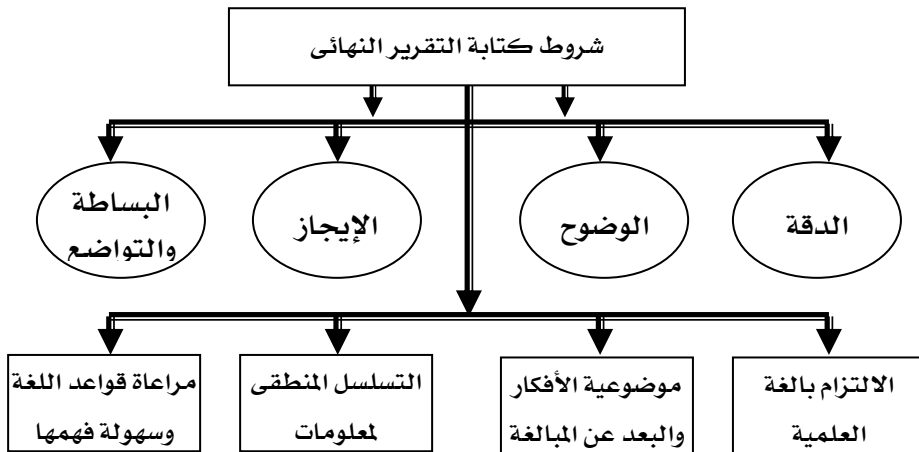 شروط كتابة التقرير النهائى
الدقة
الوضوح
الإيجاز
البساطة
والتواضع
الالتزام بالغة
العلمية
موضوعية الأفكار
والبعد عن المبالغة
التسلسل المنطقى
لمعلومات
مراعاة قواعد اللغة
وسهولة فهمها